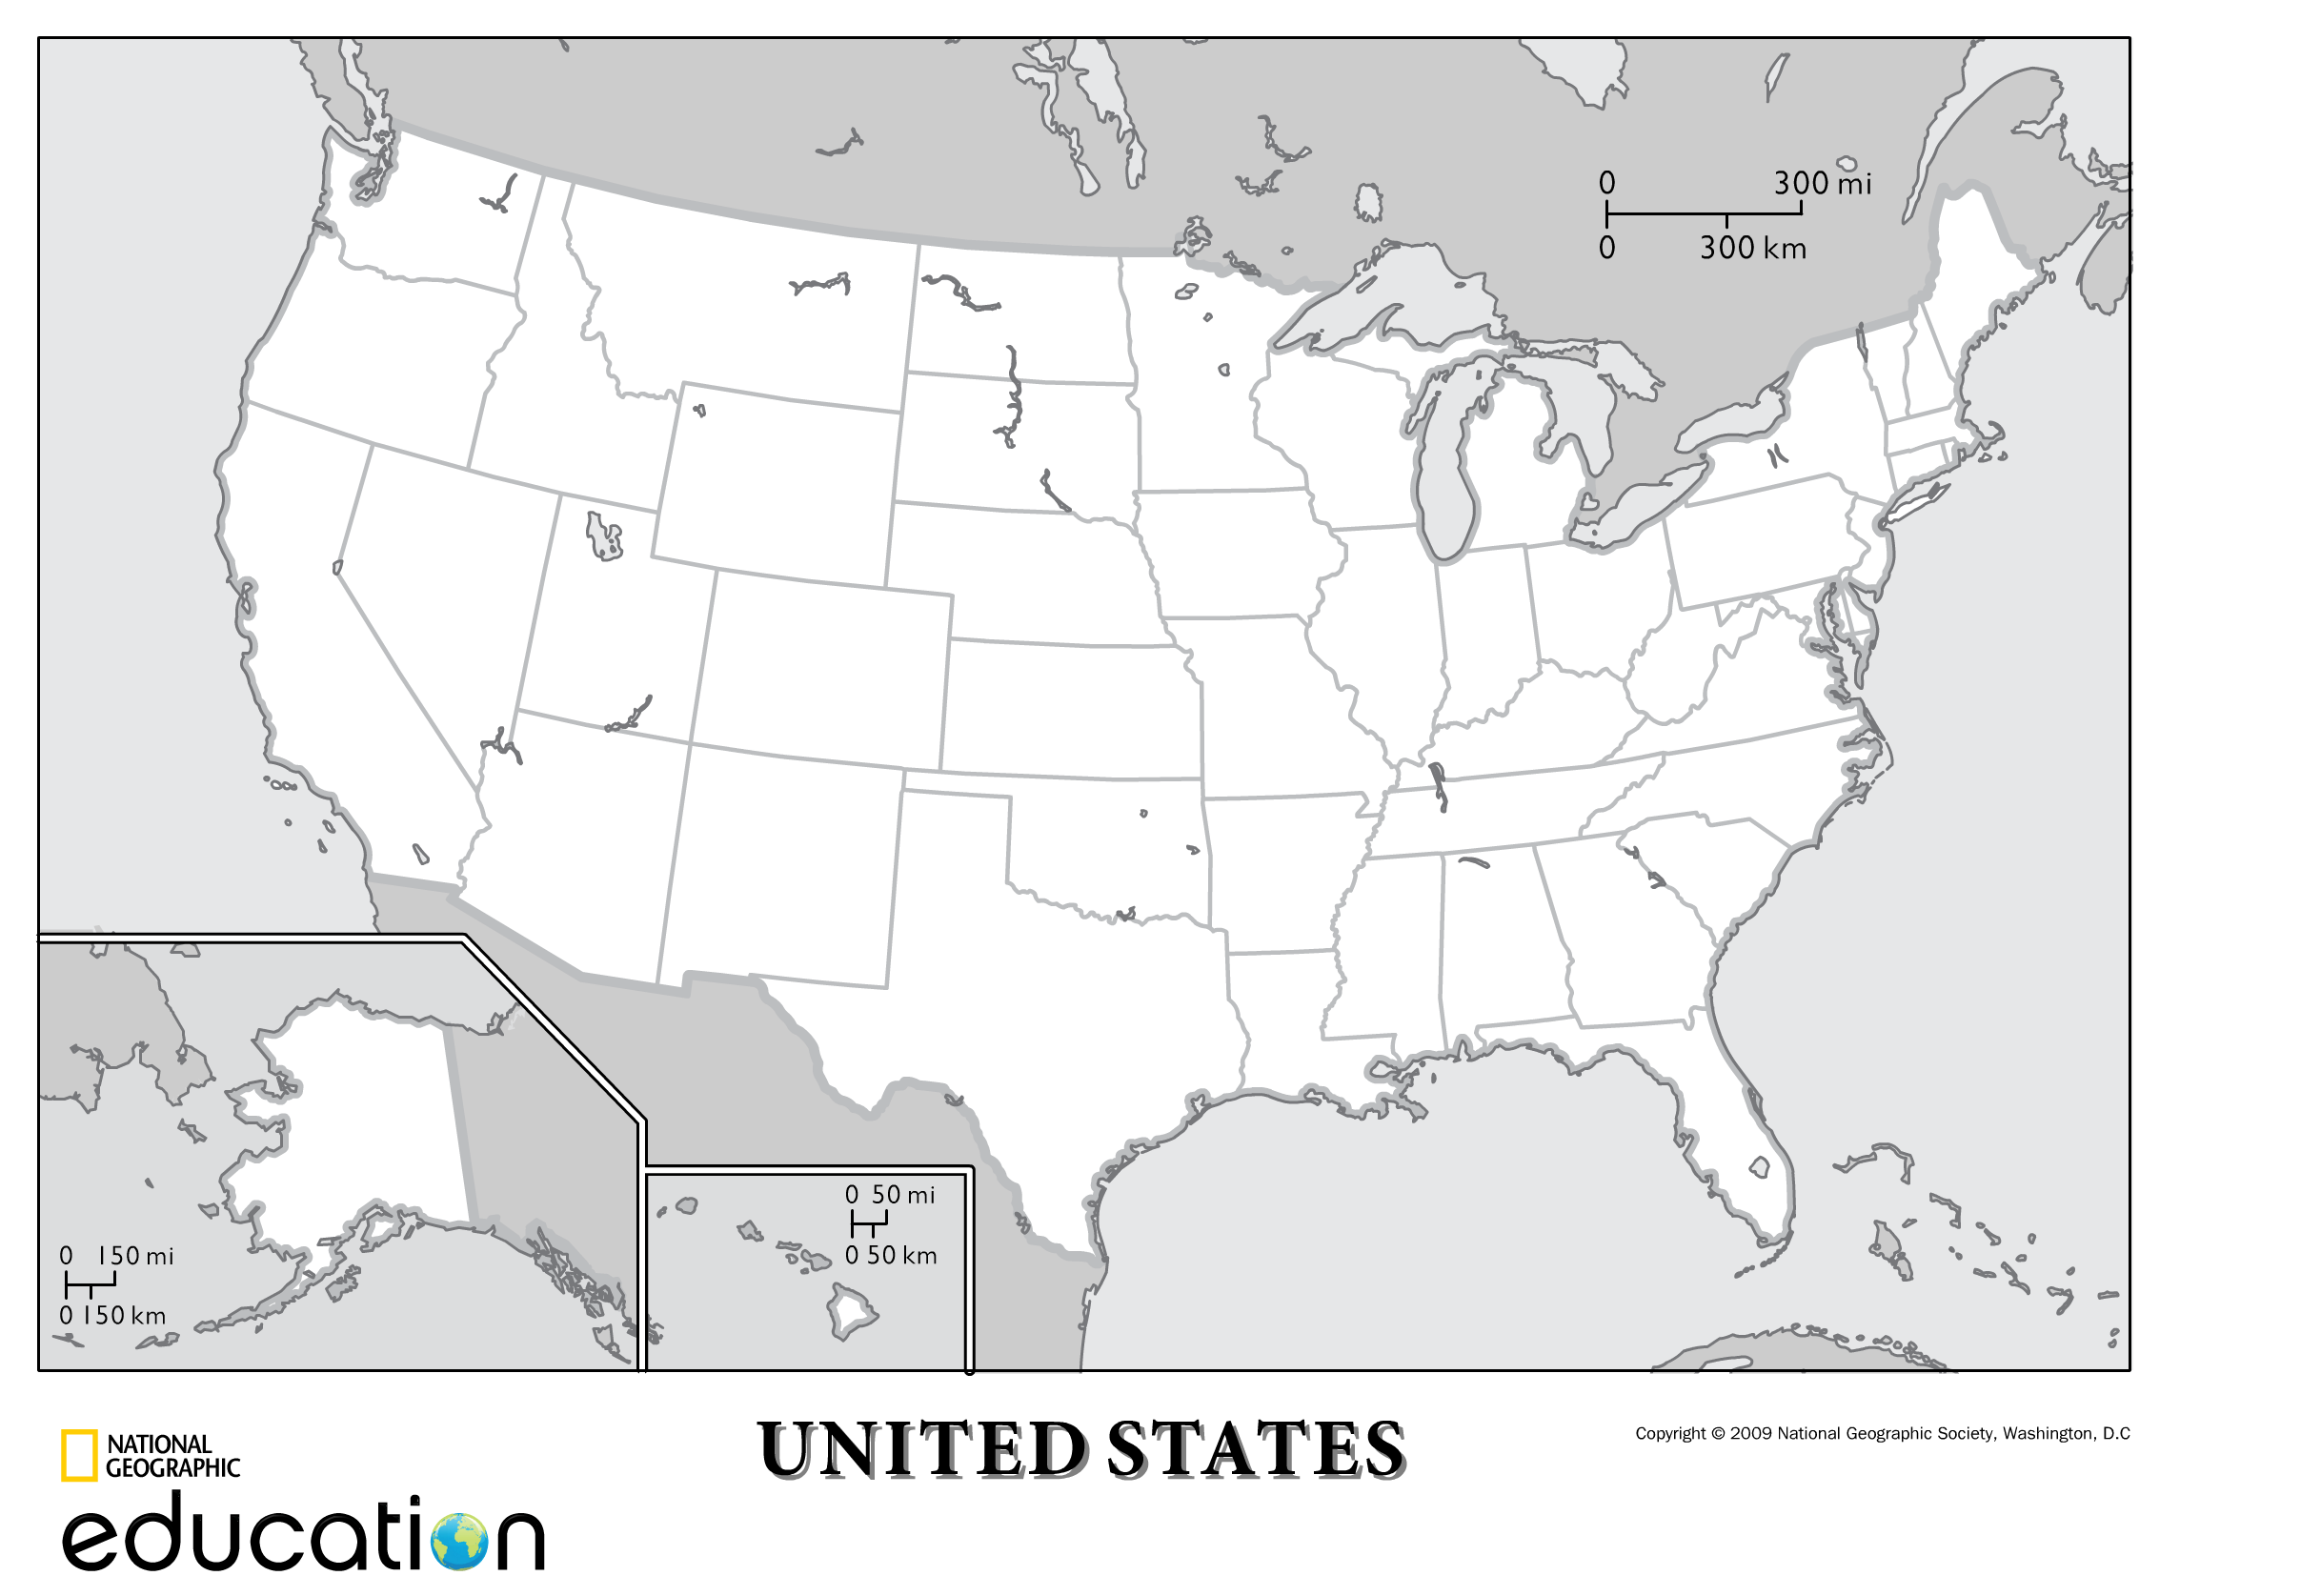 0 300 mi
0 300 km
0 50 mi
0 50 km
0 150 mi
0 150 km
UNITED STATES
Copyright © 2009 National Geographic Society, Washington, D.C
NATIONAL
GEOGRAPHIC
education